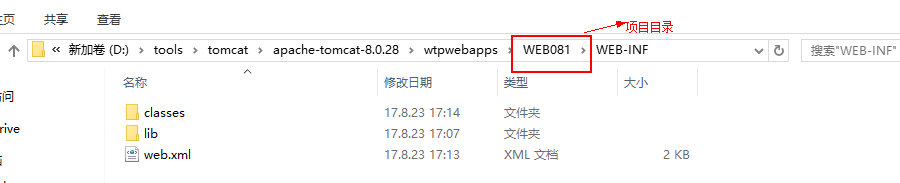 主页 共享 查看
项目目录
« 新加卷 (D:) › tools › tomcat › apache-tomcat-8.0.28 › wtpwebapps › WEB081 › WEB-INF 搜索"WEB-INF"
名称 修改日期 类型 大小
访问
classes 17.8.23 17:14 文件夹
rive
lib 17.8.23 17:07 文件夹
web.xml 17.8.23 17:13 XML 文档 2 KB